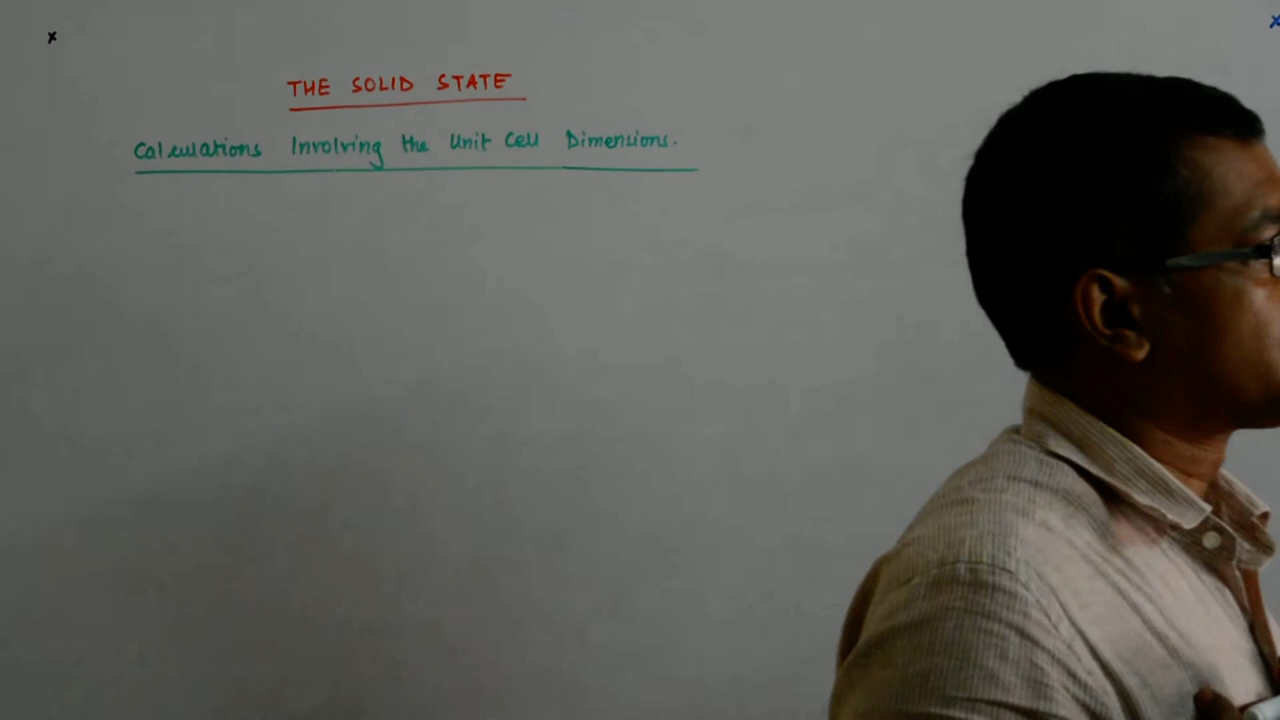 THE SOLID STATE
Calculations Involving the Unit Cell Dimensions.